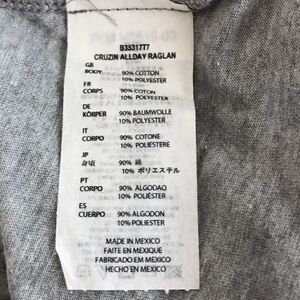 B3531777
CRUZIN ALLDAY RAGLAN
GB
BODY 90% COTTON
10% POLYESTER
FR
CORPS 90% COTON
10% POLYESTER
DE
KÖRPER 90% BAUMWOLLE
10% POLYESTER
IT
CORPO 90% COTONE
10% POLIESTERE
JP
身頃 90% 綿
10% ポリエステル
PT
CORPO 90% ALGODAO
10% POLIESTER
ES
CUERPO 90% ALGODON
10% POLIESTER
MADE IN MEXICO
FAITE EN MEXIQUE
FABRICADO EM MEXICO
HECHO EN MEXICO